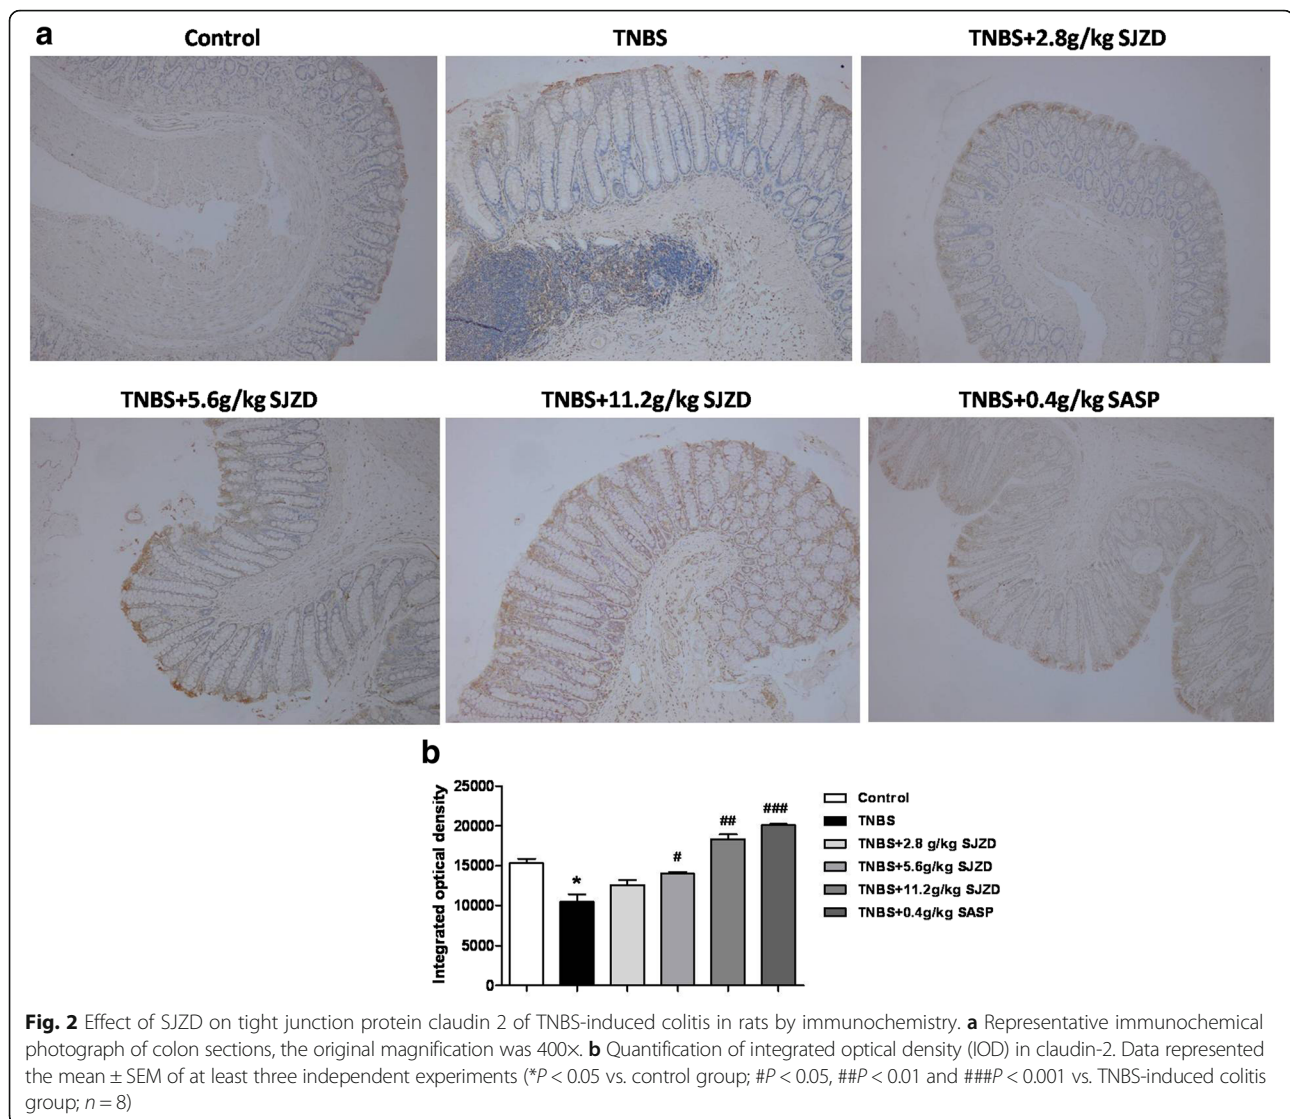 a
Control
TNBS
TNBS+2.8g/kg SJZD
TNBS+5.6g/kg SJZD
TNBS+11.2g/kg SJZD
TNBS+0.4g/kg SASP
b
Integrated optical density
25000
20000
15000
10000
5000
0
*
#
##
###
Control
TNBS
TNBS+2.8 g/kg SJZD
TNBS+5.6g/kg SJZD
TNBS+11.2g/kg SJZD
TNBS+0.4g/kg SASP
Fig. 2 Effect of SJZD on tight junction protein claudin 2 of TNBS-induced colitis in rats by immunochemistry. a Representative immunochemical
photograph of colon sections, the original magnification was 400×. b Quantification of integrated optical density (IOD) in claudin-2. Data represented
the mean ± SEM of at least three independent experiments (*P < 0.05 vs. control group; #P < 0.05, ##P < 0.01 and ###P < 0.001 vs. TNBS-induced colitis
group; n = 8)